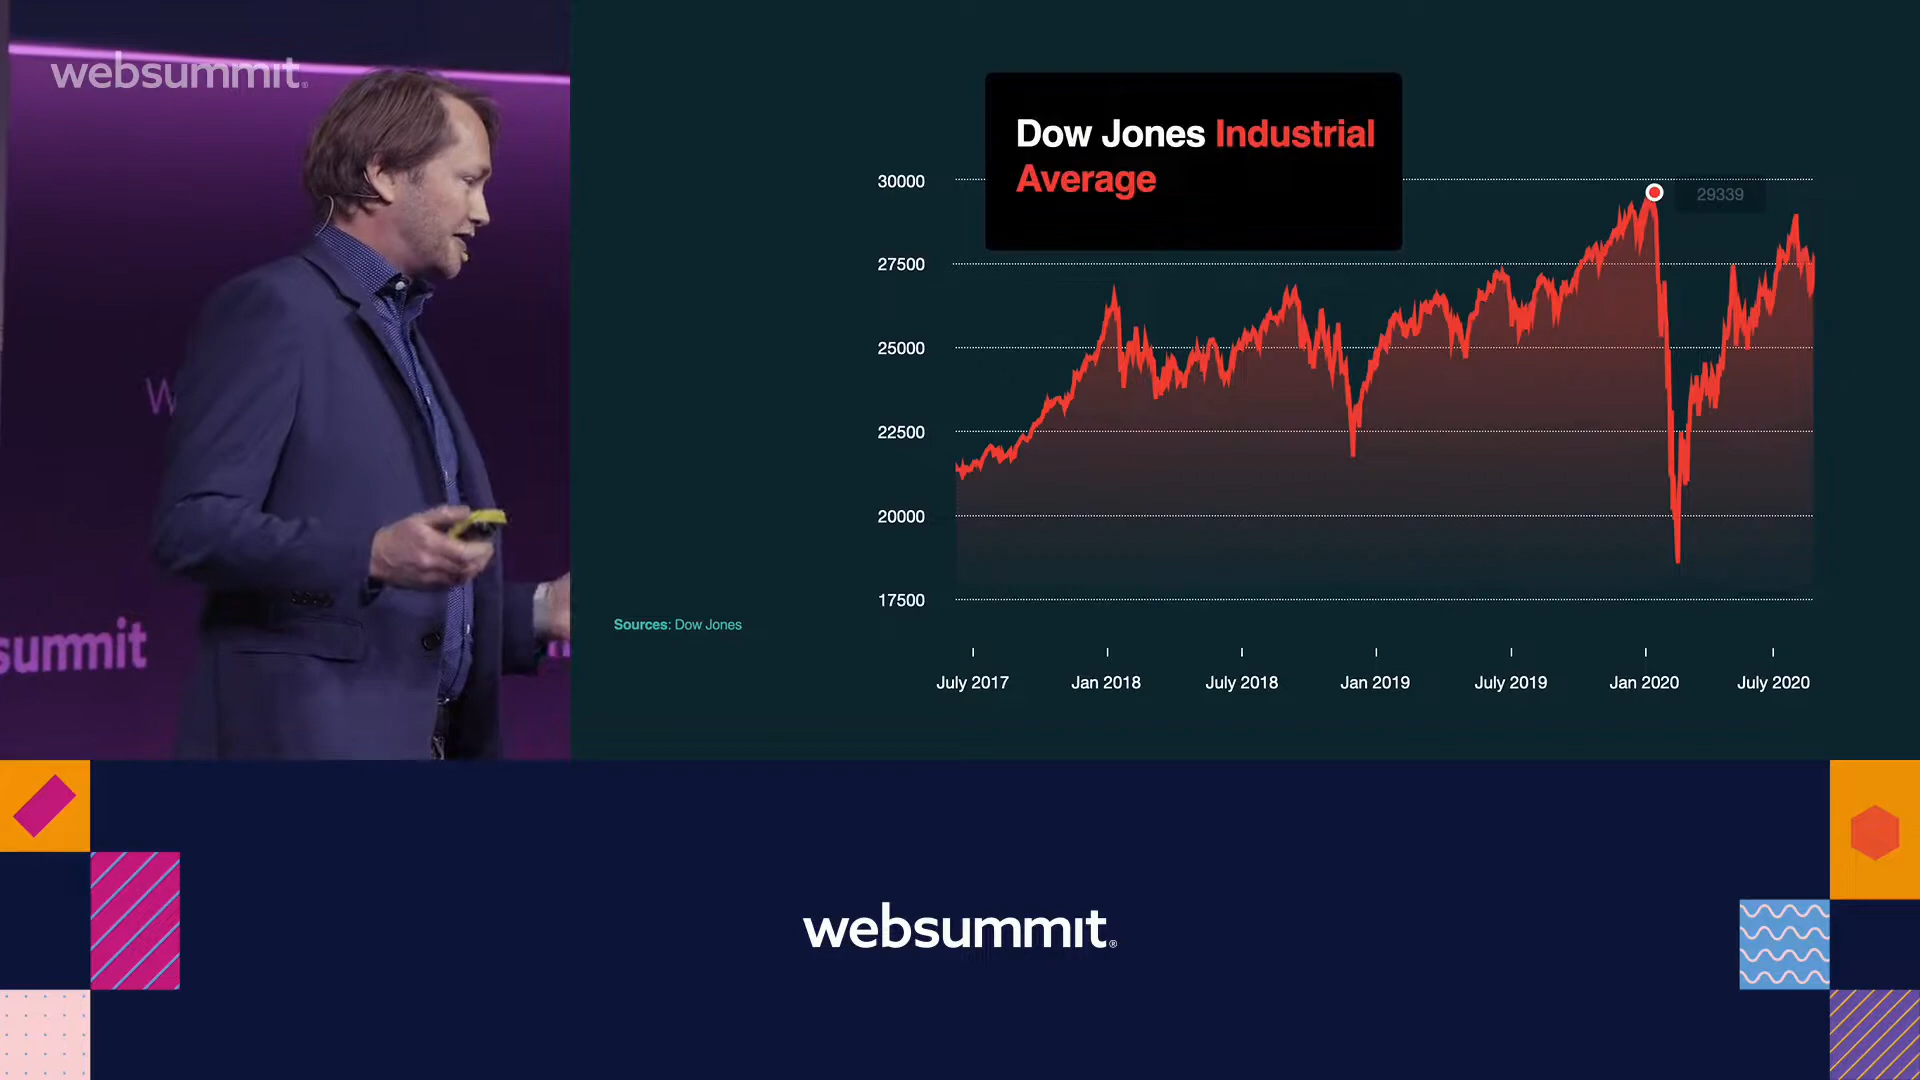 websummit
W
summit
Dow Jones Industrial
Average
30000
29339
27500
25000
22500
20000
17500
Sources: Dow Jones
July 2017
Jan 2018
July 2018
Jan 2019
July 2019
Jan 2020
July 2020
websummit®